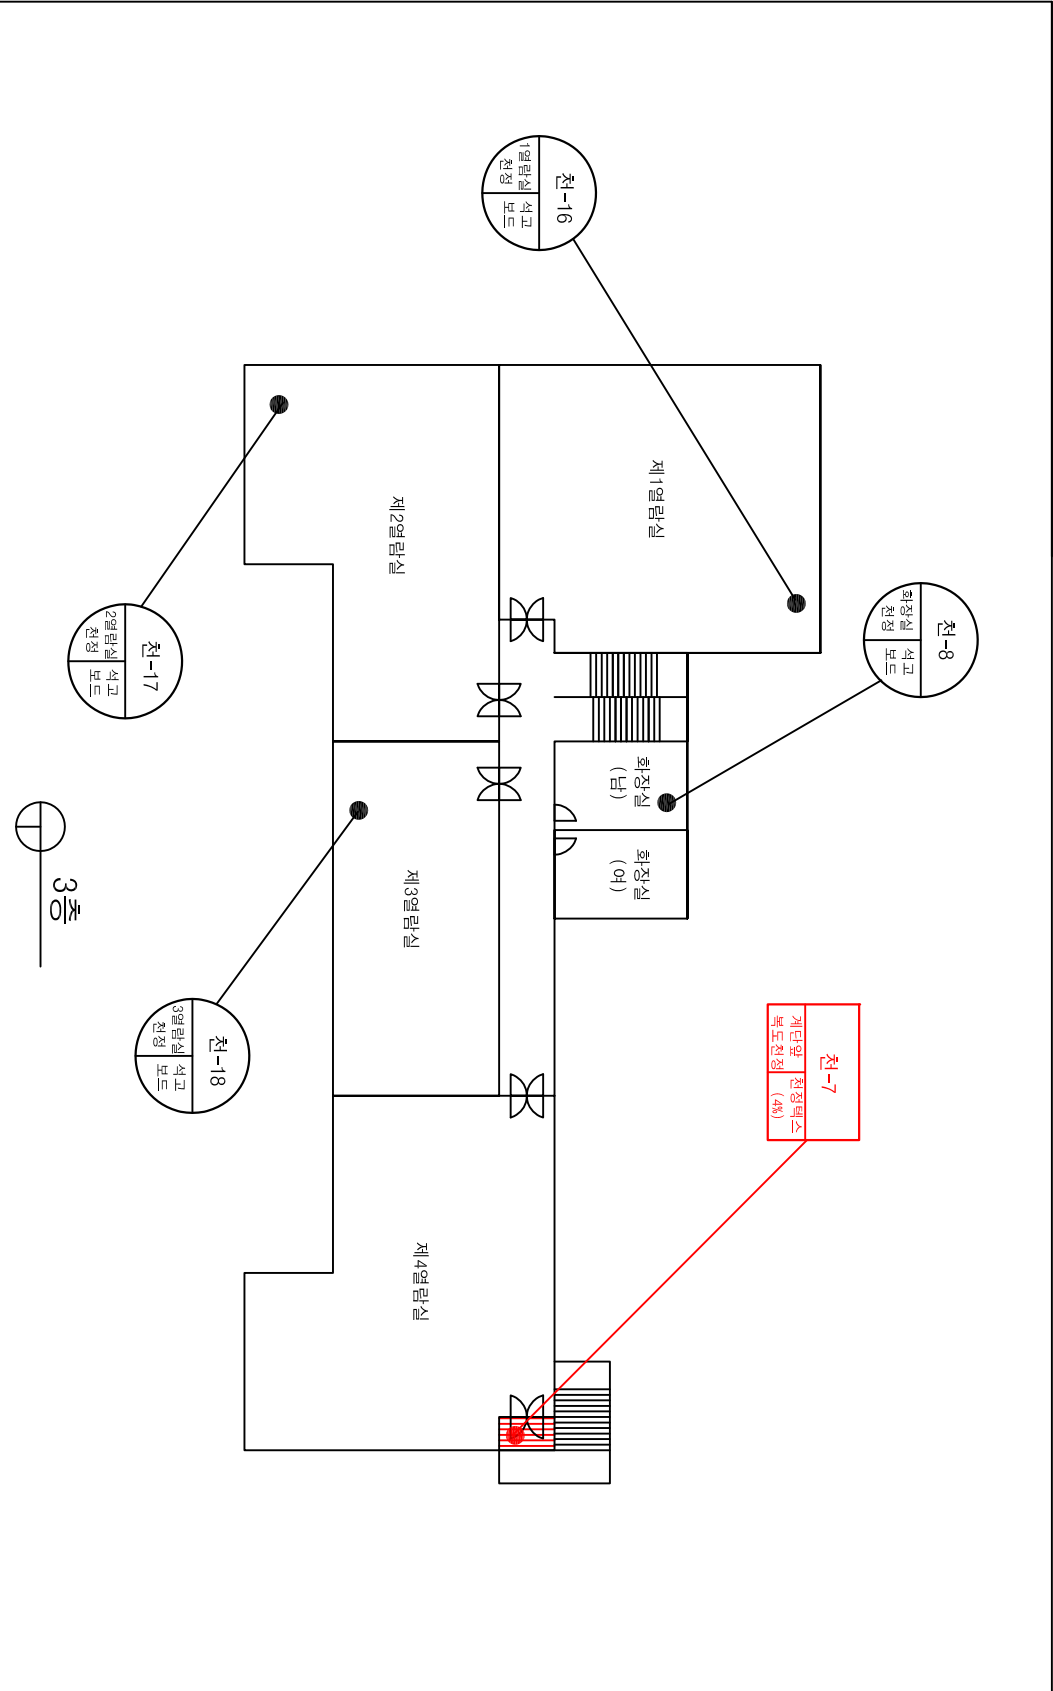 천-16
1열람실
천정
석고
보드
천-8
화장실
천정
석고
보드
제1열람실
제2열람실
천-17
2열람실
천정
석고
보드
화장실
(남)
화장실
(여)
제3열람실
3층
천-18
3열람실
천정
석고
보드
천-7
계단앞
복도천정
천정텍스
(4%)
제4열람실